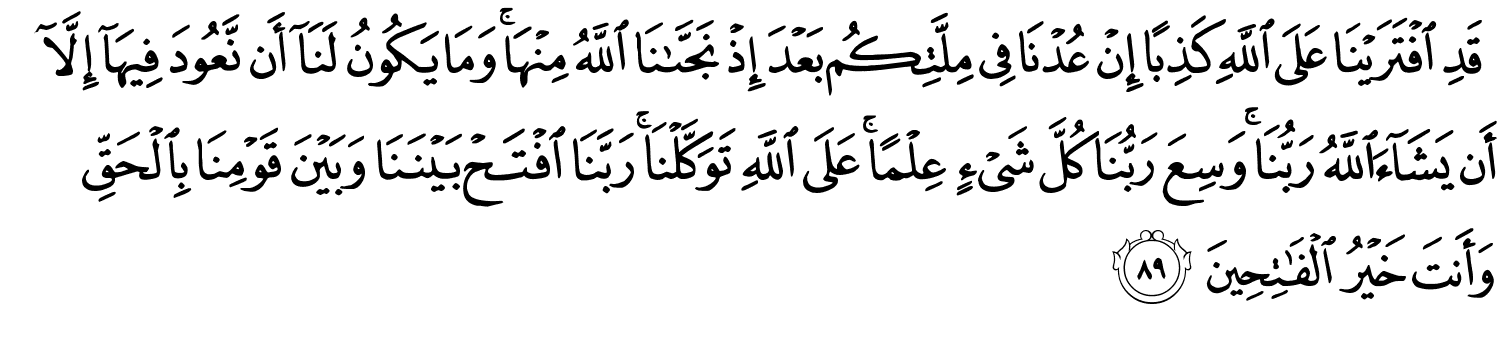 قَدِ ٱفْتَرَيْنَا عَلَى ٱللَّهِ كَذِبًا إِنْ عُدْنَا فِى مِلَّتِكُم بَعْدَ إِذْ نَجَّىٰنَا ٱللَّهُ مِنْهَا ۚ وَمَا يَكُونُ لَنَآ أَن نَّعُودَ فِيهَآ إِلَّآ
أَن يَشَآءَ ٱللَّهُ رَبُّنَا ۚ وَسِعَ رَبُّنَا كُلَّ شَىْءٍ عِلْمًا ۚ عَلَى ٱللَّهِ تَوَكَّلْنَا ۚ رَبَّنَا ٱفْتَحْ بَيْنَنَا وَبَيْنَ قَوْمِنَا بِٱلْحَقِّ
وَأَنتَ خَيْرُ ٱلْفَـٰتِحِينَ ٨٩